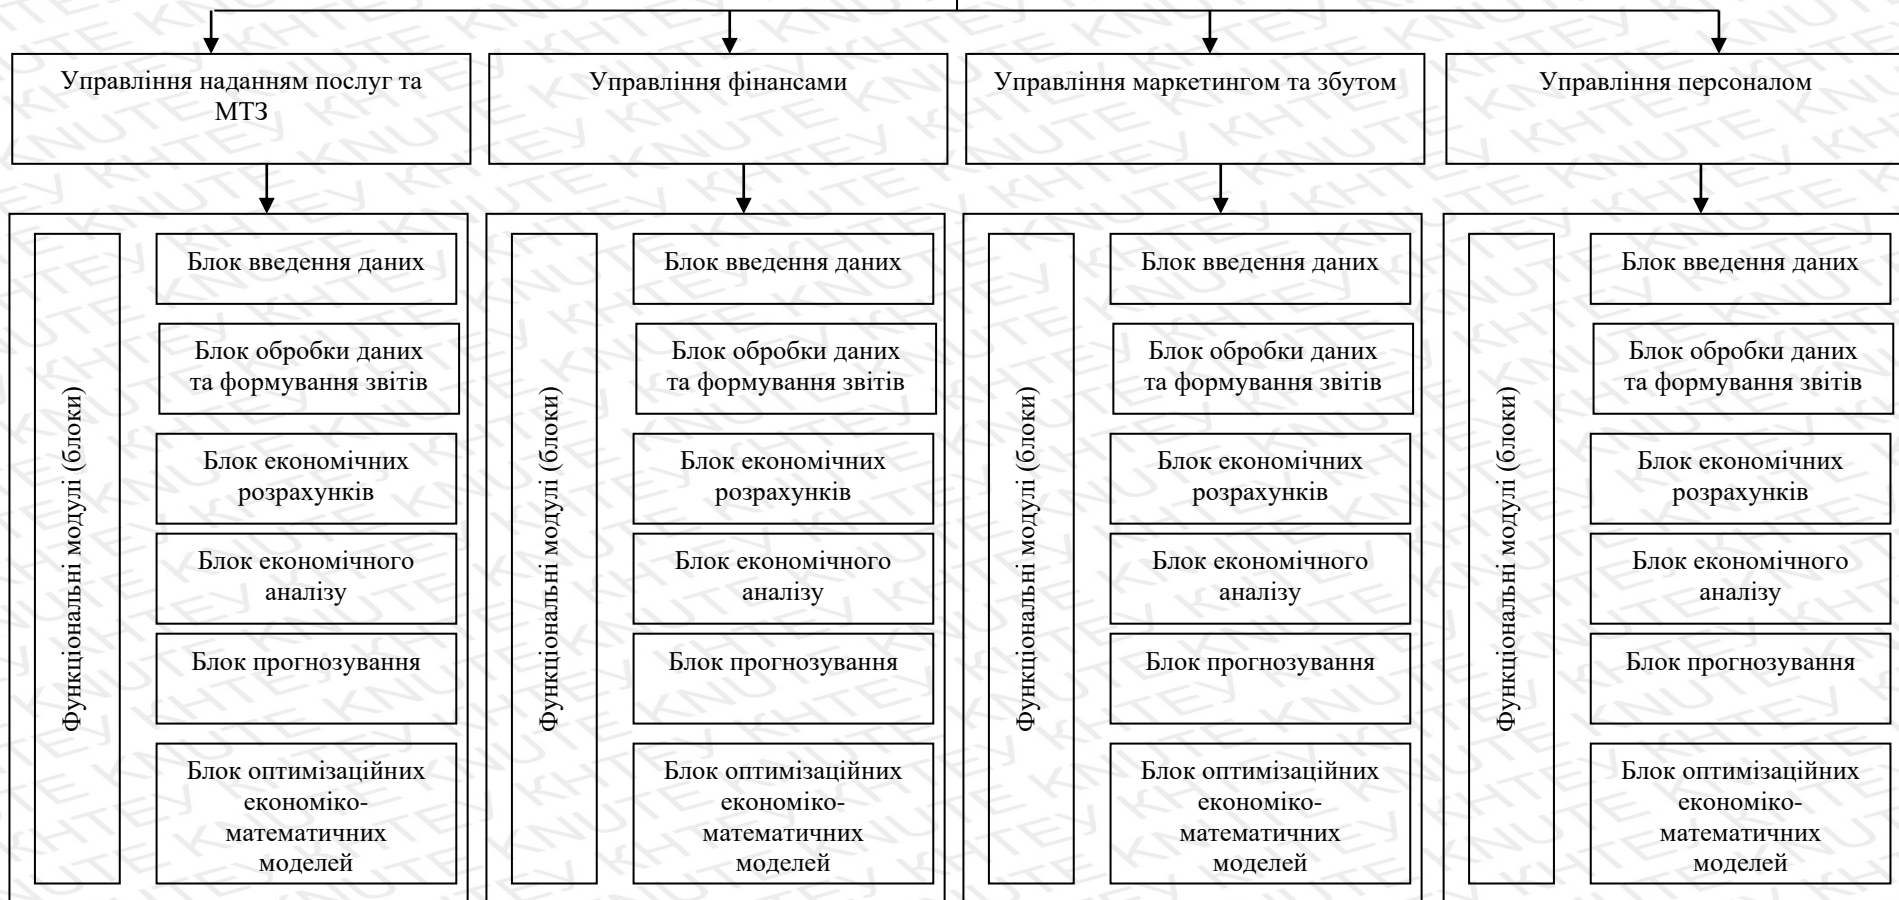 Управління наданням послуг та
МТЗ
Управління фінансами
Управління маркетингом та збутом
Управління персоналом
Функціональні модулі (блоки)
Блок введення даних
Блок обробки даних
та формування звітів
Блок економічних
розрахунків
Блок економічного
аналізу
Блок прогнозування
Блок оптимізаційних
економіко-
математичних
моделей
Функціональні модулі (блоки)
Блок введення даних
Блок обробки даних
та формування звітів
Блок економічних
розрахунків
Блок економічного
аналізу
Блок прогнозування
Блок оптимізаційних
економіко-
математичних
моделей
Функціональні модулі (блоки)
Блок введення даних
Блок обробки даних
та формування звітів
Блок економічних
розрахунків
Блок економічного
аналізу
Блок прогнозування
Блок оптимізаційних
економіко-
математичних
моделей
Функціональні модулі (блоки)
Блок введення даних
Блок обробки даних
та формування звітів
Блок економічних
розрахунків
Блок економічного
аналізу
Блок прогнозування
Блок оптимізаційних
економіко-
математичних
моделей